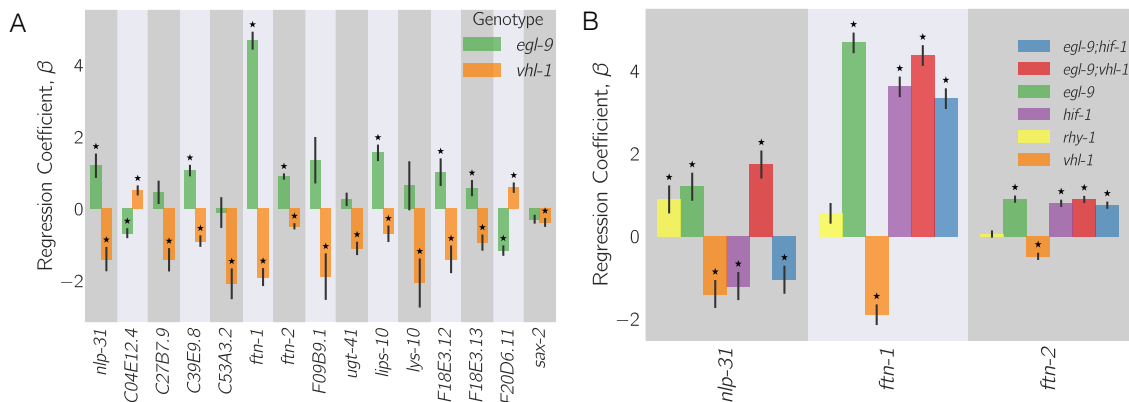 A
Regression Coefficient, β
4
2
0
−2
Genotype
egl-9
vhl-1
nlp-31
C04E12.4
C27B7.9
C39E9.8
C53A3.2
ftn-1
ftn-2
F09B9.1
ugt-41
lips-10
lys-10
F18E3.12
F18E3.13
F20D6.11
sax-2
B
Regression Coefficient, β
4
2
0
−2
egl-9;hif-1
egl-9;vhl-1
egl-9
hif-1
rhy-1
vhl-1
nlp-31
ftn-1
ftn-2